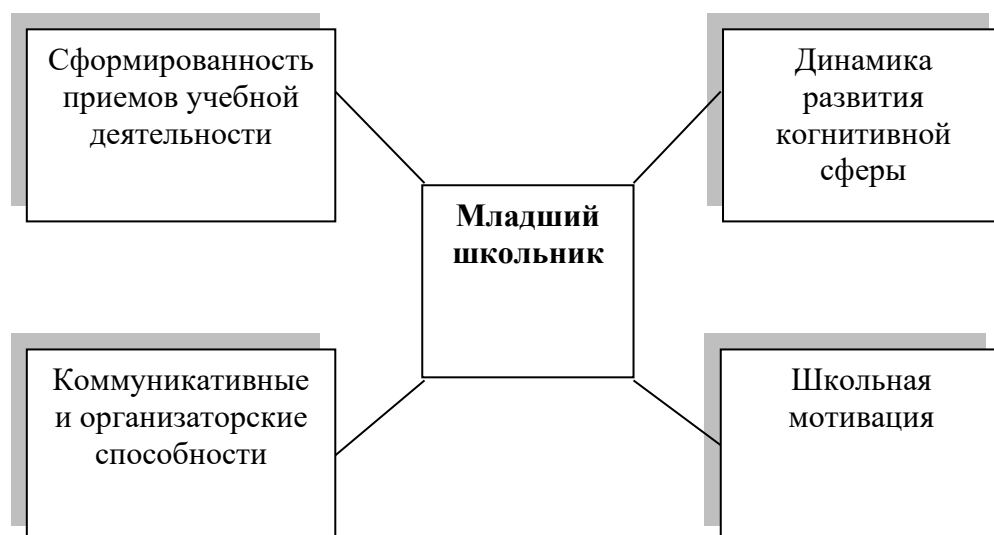 Сформированность
приемов учебной
деятельности
Динамика
развития
когнитивной
сферы
Младший
школьник
Коммуникативные
и организаторские
способности
Школьная
мотивация